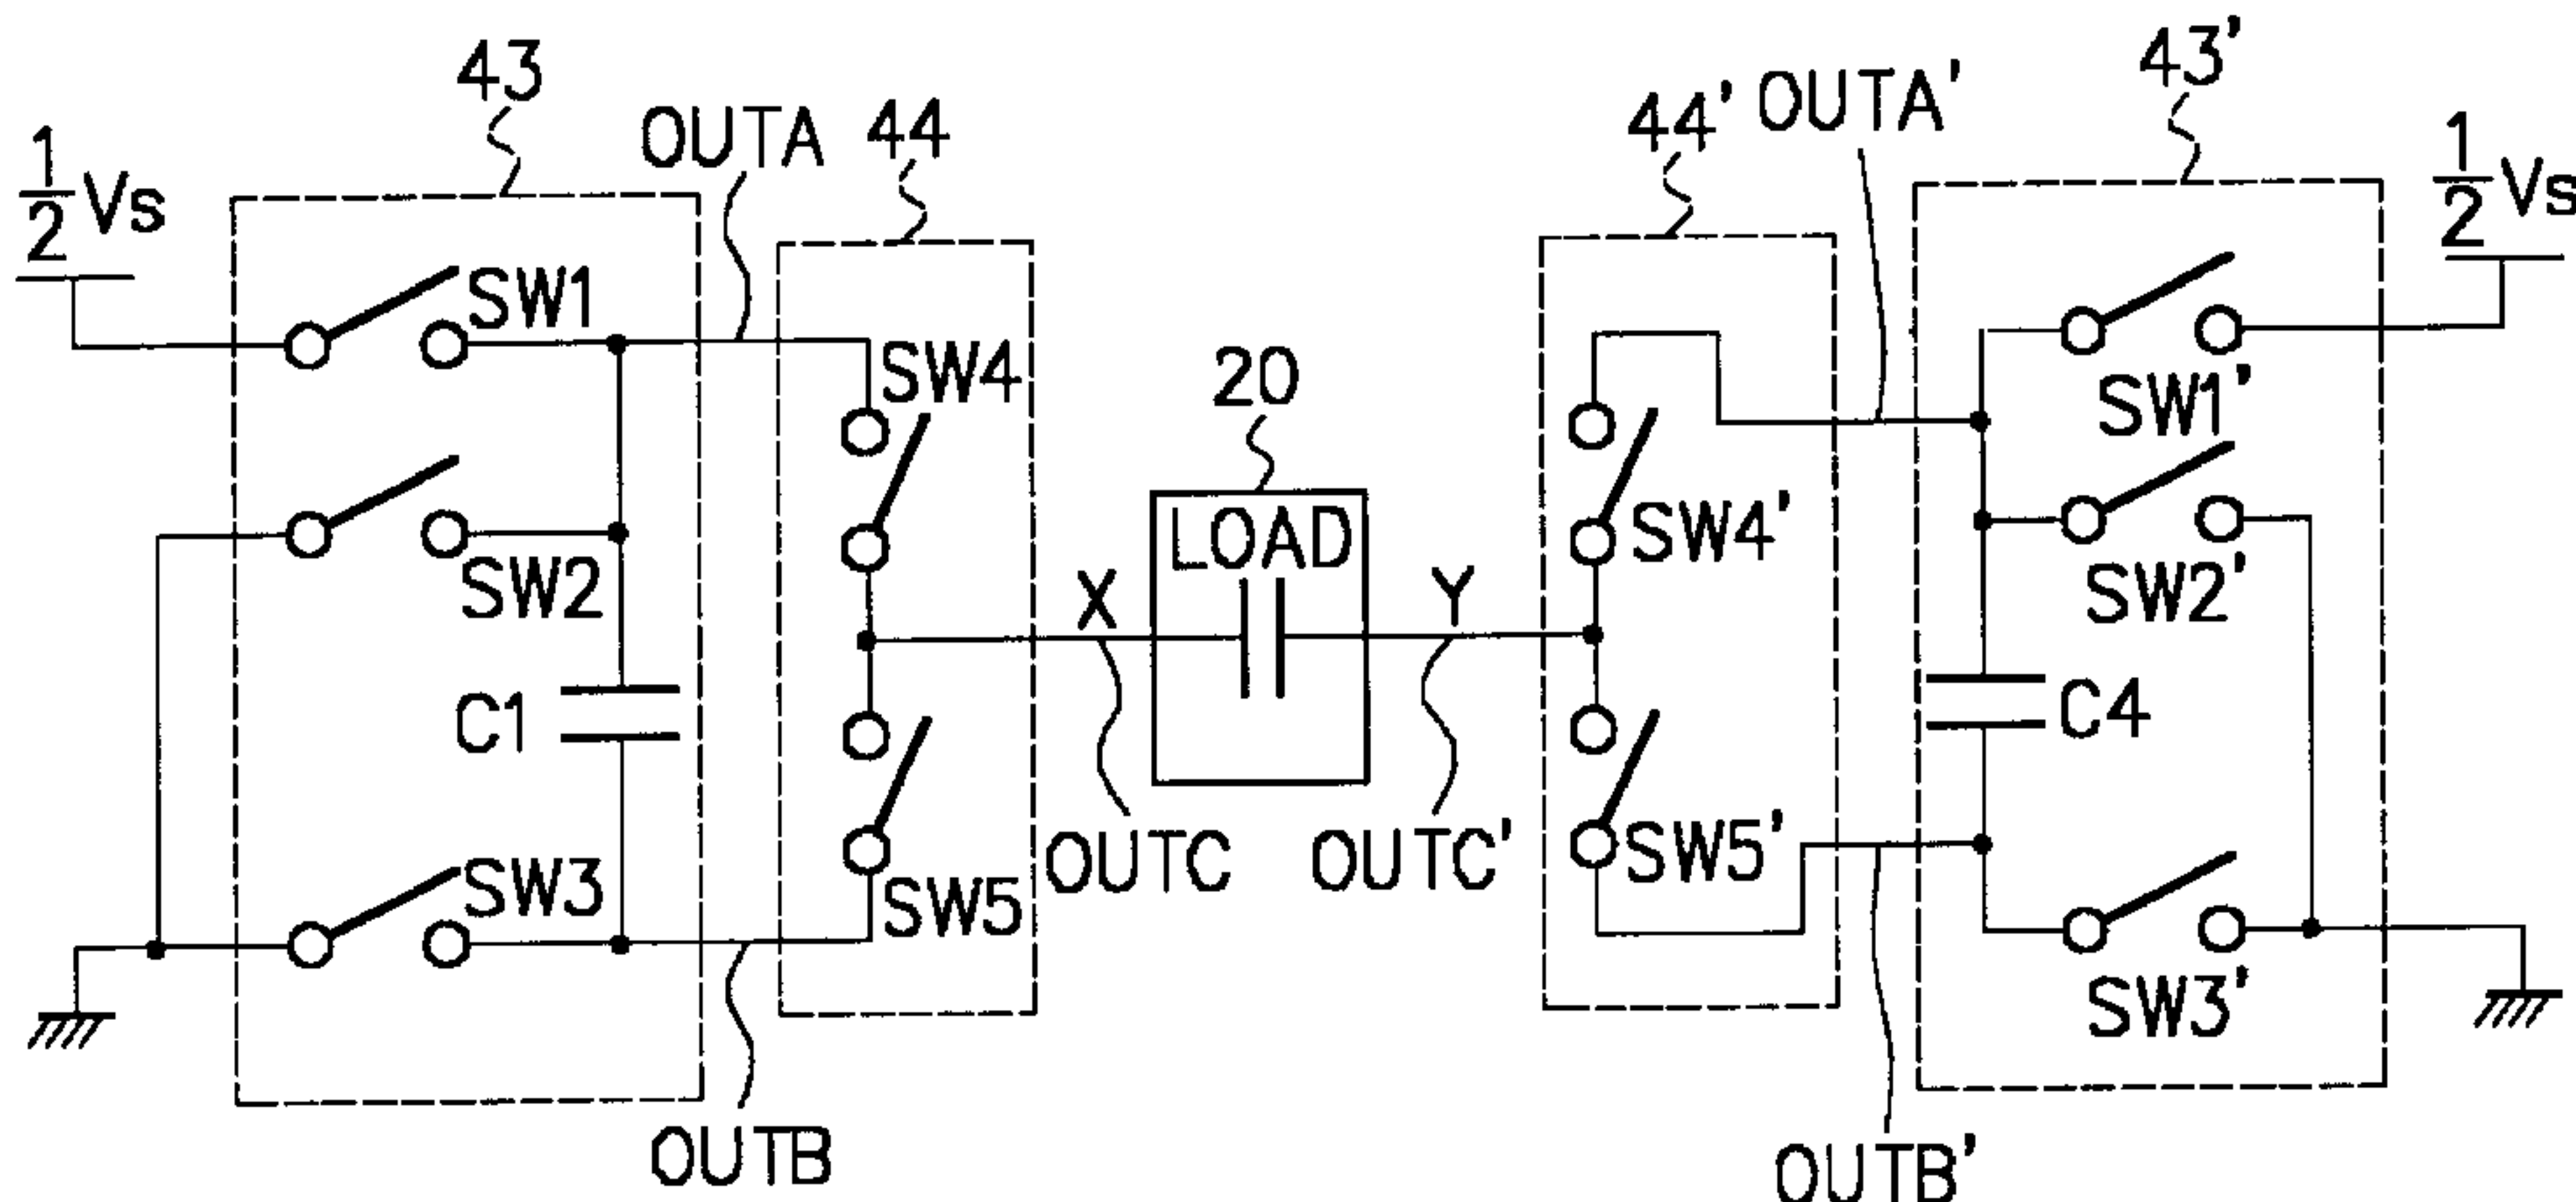 43
OUTA
44
44'
OUTA'
43'
1/2 Vs
1/2 Vs
SW1
SW4
20
SW1'
SW2
LOAD
SW4'
SW2'
X
Y
C1
C4
SW3
SW5
OUTC
OUTC'
SW5'
SW3'
OUTB
OUTB'